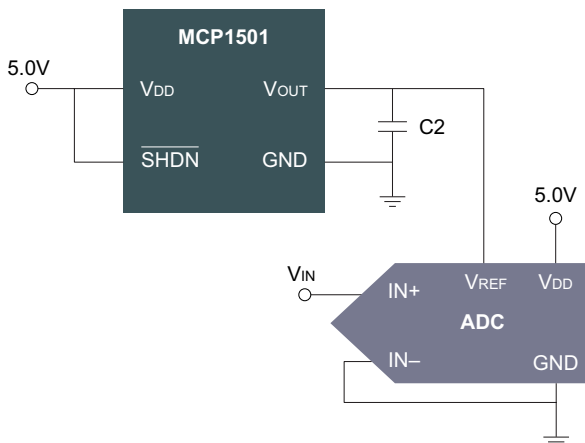 MCP1501
5.0V
VDD
VOUT
C2
SHDN
GND
5.0V
VIN
IN+
VREF
VDD
ADC
IN–
GND